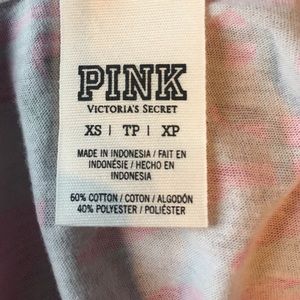 PINK
VICTORIA'S SECRET
XS | TP | XP
MADE IN INDONESIA / FAIT EN
INDONÉSIE / HECHO EN
INDONESIA
60% COTTON / COTON / ALGODÓN
40% POLYESTER / POLIÉSTER